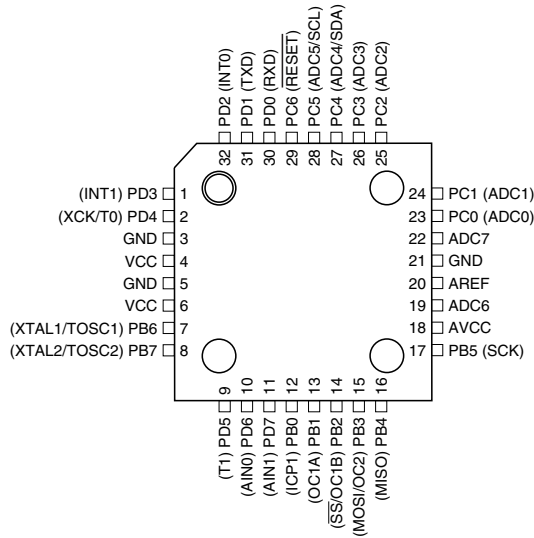 32 PD2 (INT0)
31 PD1 (TXD)
30 PD0 (RXD)
29 PC6 (RESET)
28 PC5 (ADC5/SCL)
27 PC4 (ADC4/SDA)
26 PC3 (ADC3)
25 PC2 (ADC2)
(INT1) PD3 1
(XCK/T0) PD4 2
GND 3
VCC 4
GND 5
VCC 6
(XTAL1/TOSC1) PB6 7
(XTAL2/TOSC2) PB7 8
24 PC1 (ADC1)
23 PC0 (ADC0)
22 ADC7
21 GND
20 AREF
19 ADC6
18 AVCC
17 PB5 (SCK)
(T1) PD5 9
(AIN0) PD6 10
(AIN1) PD7 11
(ICP1) PB0 12
(OC1A) PB1 13
(SS/OC1B) PB2 14
(MOSI/OC2) PB3 15
(MISO) PB4 16